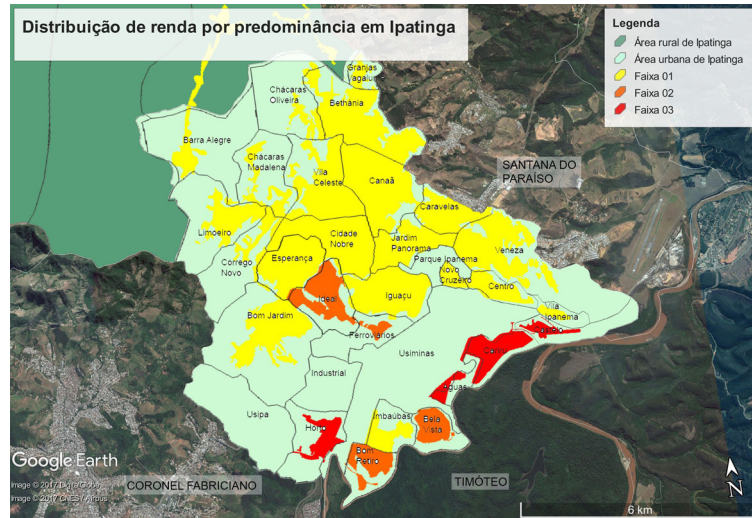 Distribuição de renda por predominância em Ipatinga
Legenda
Área rural de Ipatinga
Área urbana de Ipatinga
Faixa 01
Faixa 02
Faixa 03
Granjas
Vagalume
Chácaras
Oliveira
Bethânia
Barra Alegre
Chácaras
Madalena
Vila
Celeste
Canaã
SANTANA DO
PARAÍSO
Caravelas
Limoeiro
Cidade
Nobre
Jardim
Panorama
Veneza
Corrego
Novo
Esperança
Parque Ipanema
Novo
Cruzeiro
Centro
Ideal
Iguaçu
Bom Jardim
Vila
Ipanema
Ferroviários
Castelo
Usiminas
Cariru
Industrial
Águas
Usipa
Horto
Imbaúbas
Bela
Vista
Bom
Retiro
Google Earth
Image © 2017 DigitalGlobe
Image © 2017 CNES / Airbus
CORONEL FABRICIANO
TIMÓTEO
N
6 km